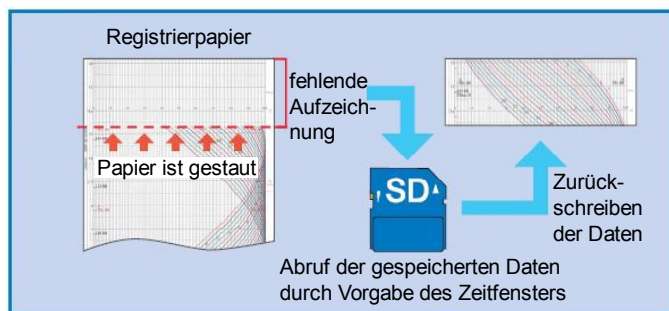 Registrierpapier
fehlende
Aufzeich-
nung
Papier ist gestaut
SD
Zurück-
schreiben
der Daten
Abruf der gespeicherten Daten
durch Vorgabe des Zeitfensters